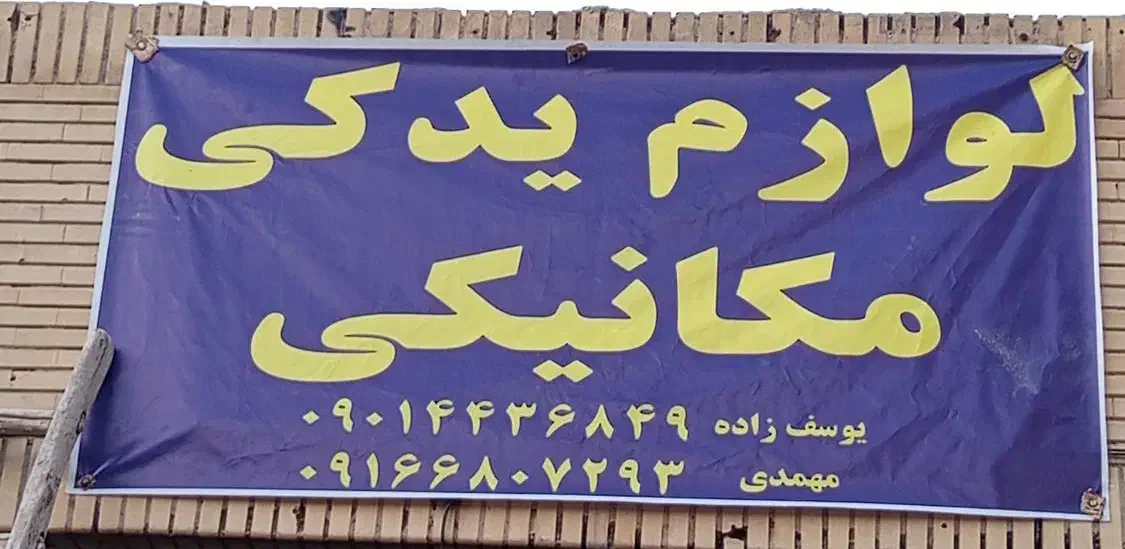 لوازم یدکی
مکانیکی
یوسف زاده ۰۹۰۱۴۴۳۶۸۴۹
مهمدی ۰۹۱۶۶۸۰۷۲۹۳